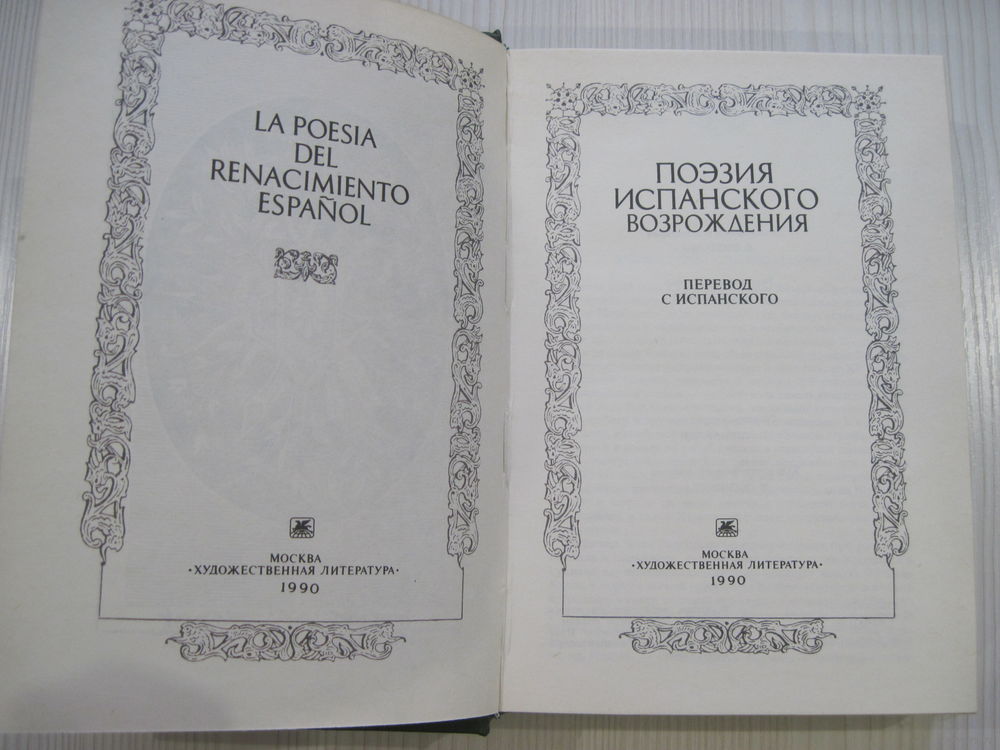 LA POESIA
DEL
RENACIMIENTO
ESPAÑOL
МОСКВА
·ХУДОЖЕСТВЕННАЯ ЛИТЕРАТУРА·
1990
ПОЭЗИЯ
ИСПАНСКОГО
ВОЗРОЖДЕНИЯ
ПЕРЕВОД
С ИСПАНСКОГО
МОСКВА
·ХУДОЖЕСТВЕННАЯ ЛИТЕРАТУРА·
1990